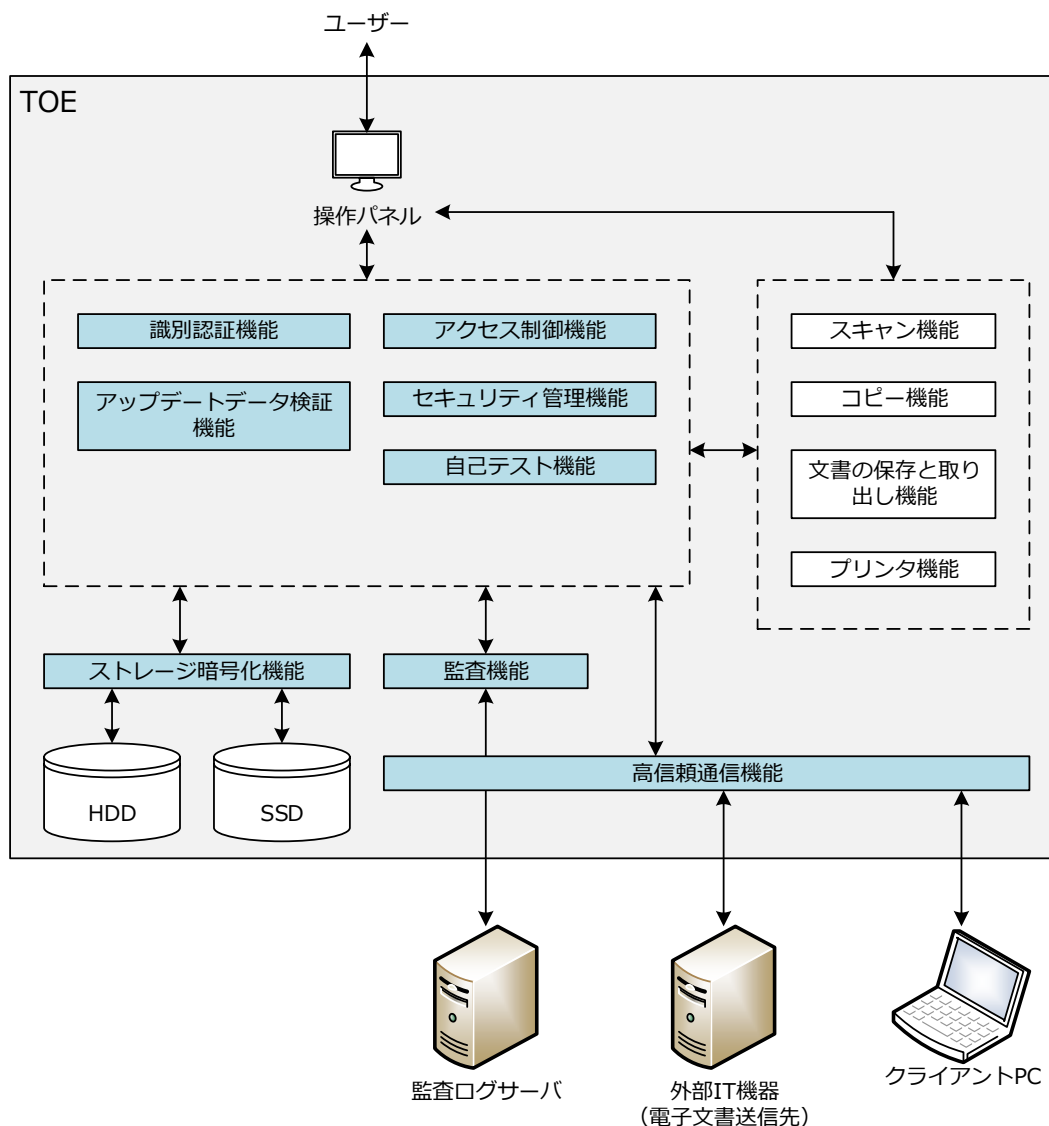 ユーザー
TOE
操作パネル
識別認証機能
アップデートデータ検証
機能
アクセス制御機能
セキュリティ管理機能
自己テスト機能
スキャン機能
コピー機能
文書の保存と取り
出し機能
プリンタ機能
ストレージ暗号化機能
監査機能
高信頼通信機能
HDD
SSD
監査ログサーバ
外部IT機器
（電子文書送信先）
クライアントPC